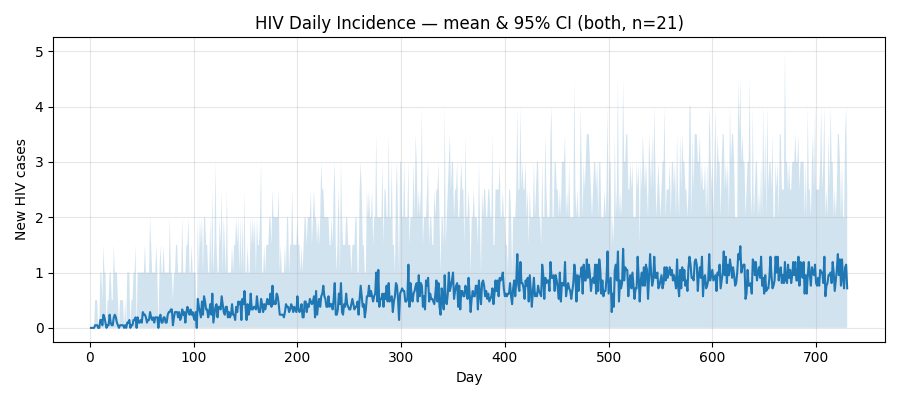 HIV Daily Incidence — mean & 95% CI (both, n=21)
New HIV cases
5
4
3
2
1
0
0 100 200 300 400 500 600 700
Day